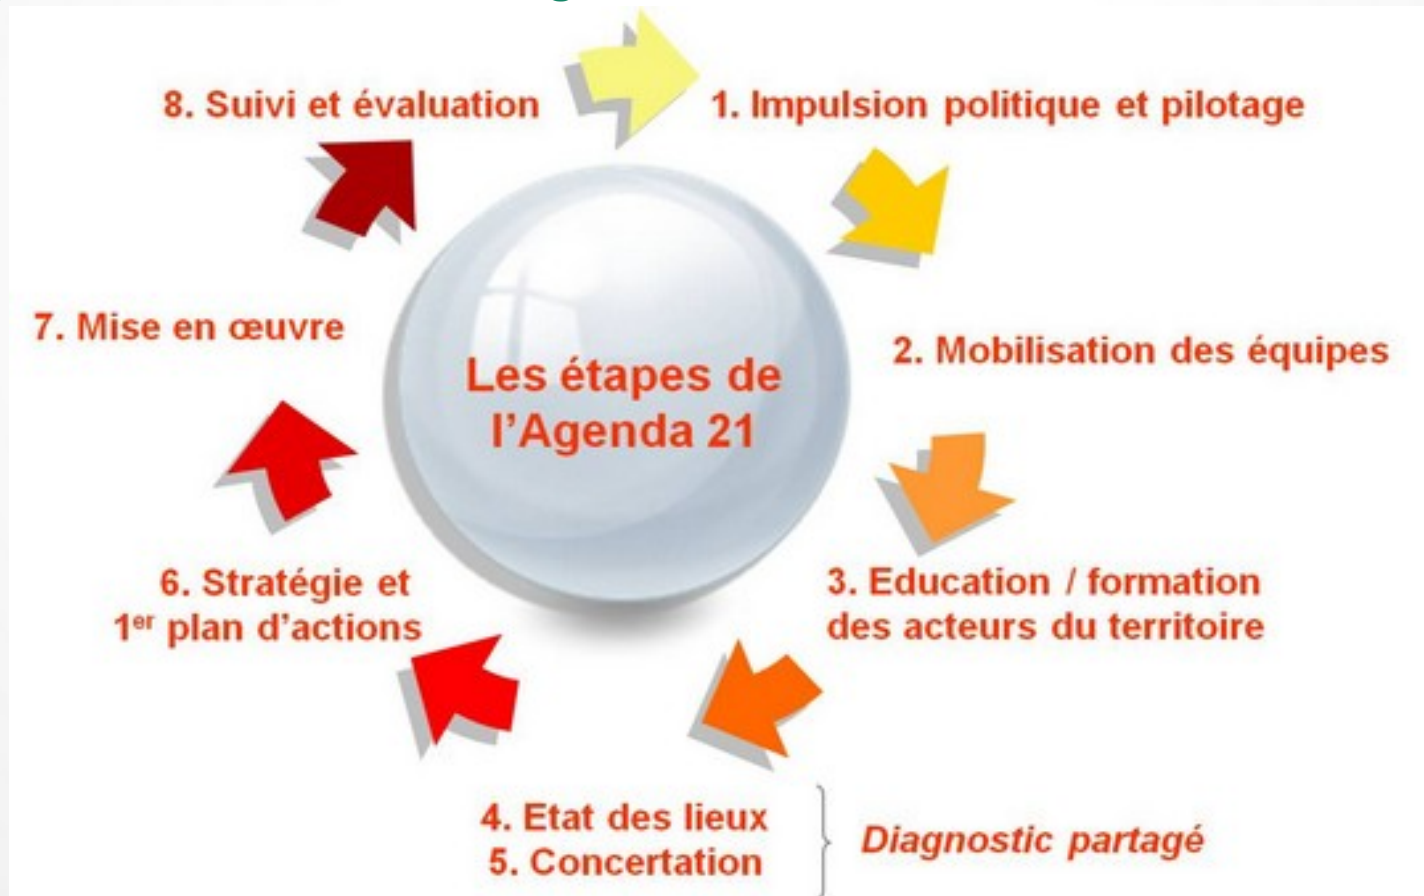 8. Suivi et évaluation
1. Impulsion politique et pilotage
7. Mise en œuvre
2. Mobilisation des équipes
Les étapes de
l'Agenda 21
6. Stratégie et
1er plan d'actions
3. Education / formation
des acteurs du territoire
4. Etat des lieux
5. Concertation
Diagnostic partagé